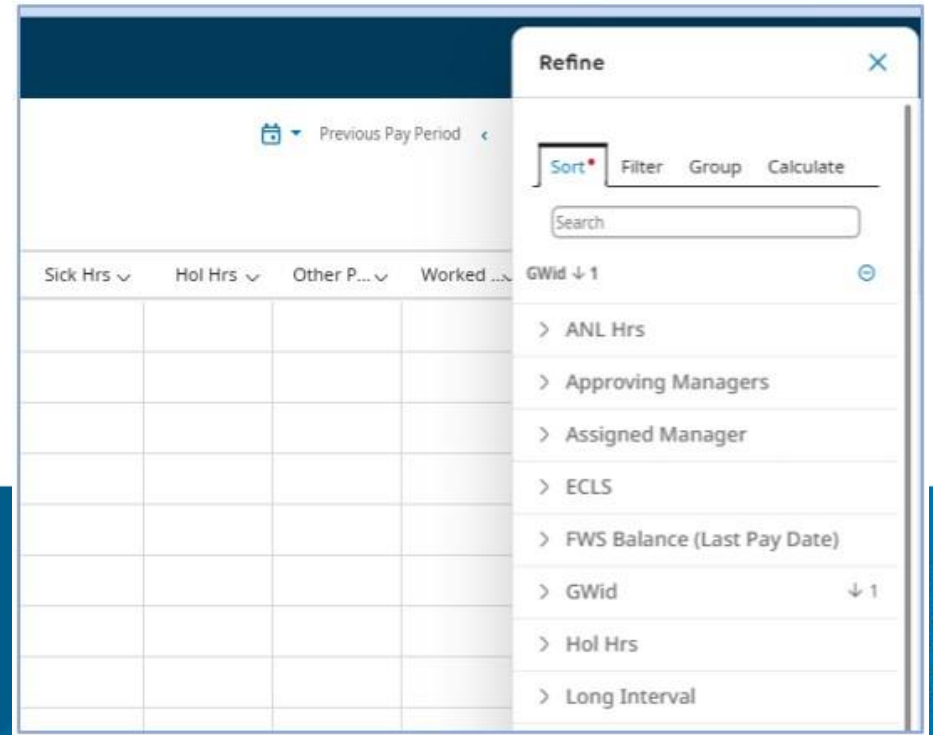 Refine
Previous Pay Period
Sort Filter Group Calculate
Search
Sick Hrs Hol Hrs Other P... Worked ...
GWid ↓ 1
ANL Hrs
Approving Managers
Assigned Manager
ECLS
FWS Balance (Last Pay Date)
GWid ↓ 1
Hol Hrs
Long Interval